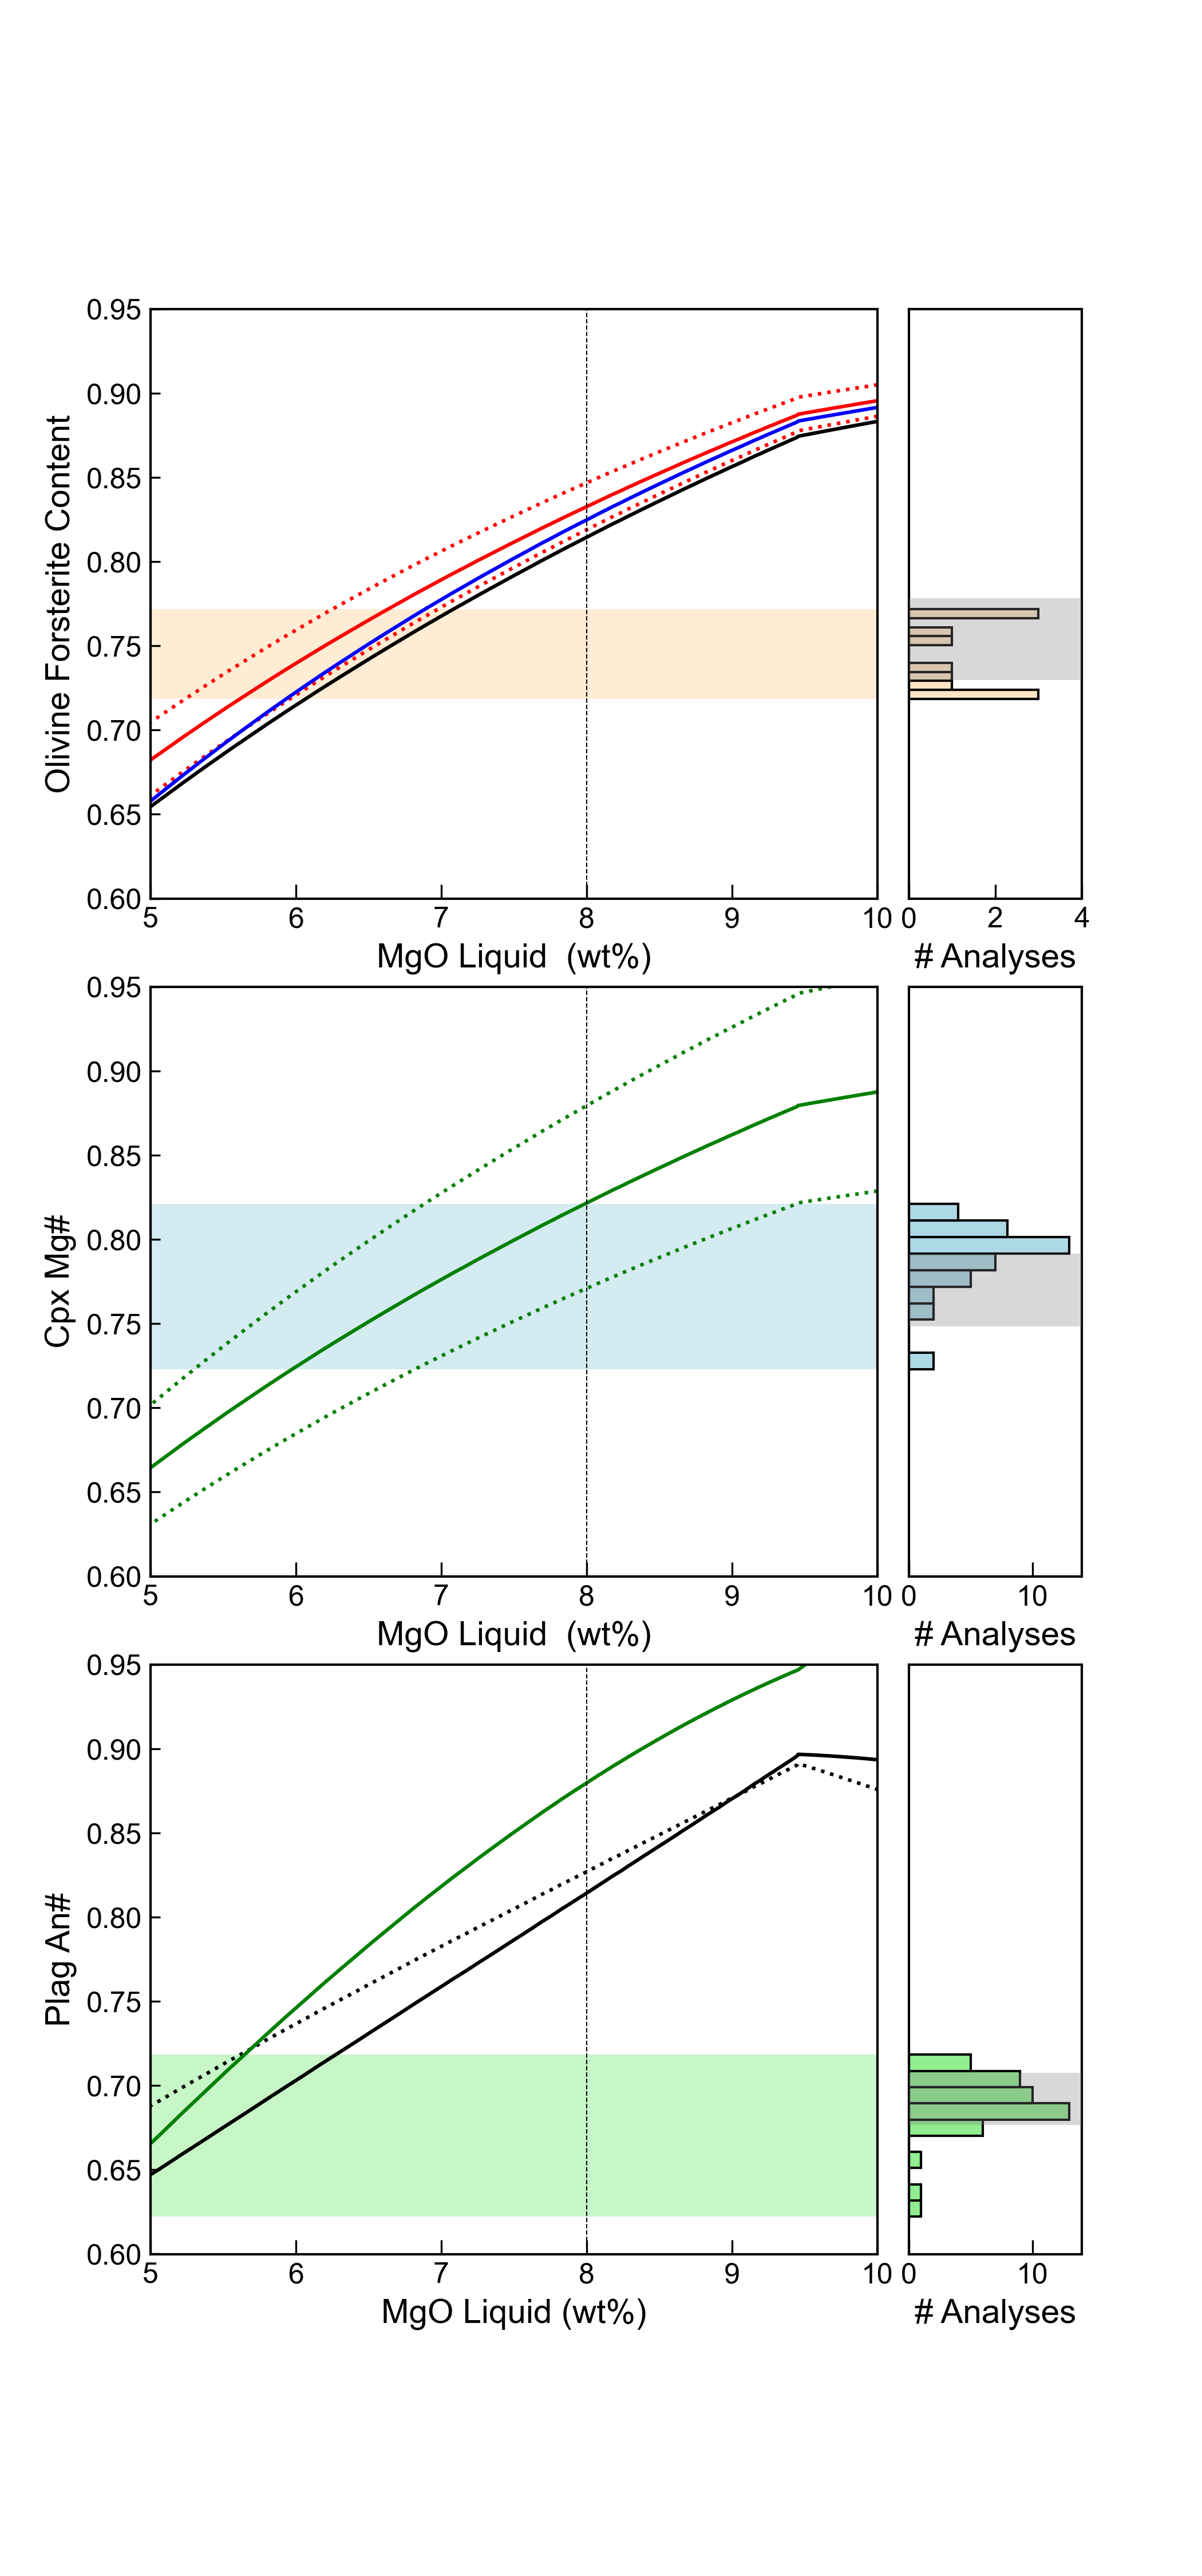 0.95
0.90
0.85
0.80
0.75
0.70
0.65
0.60
Olivine Forsterite Content
5 6 7 8 9 10 0 2 4
MgO Liquid (wt%) # Analyses
0.95
0.90
0.85
0.80
0.75
0.70
0.65
0.60
Cpx Mg#
5 6 7 8 9 10 0 10
MgO Liquid (wt%) # Analyses
0.95
0.90
0.85
0.80
0.75
0.70
0.65
0.60
Plag An#
5 6 7 8 9 10 0 10
MgO Liquid (wt%) # Analyses